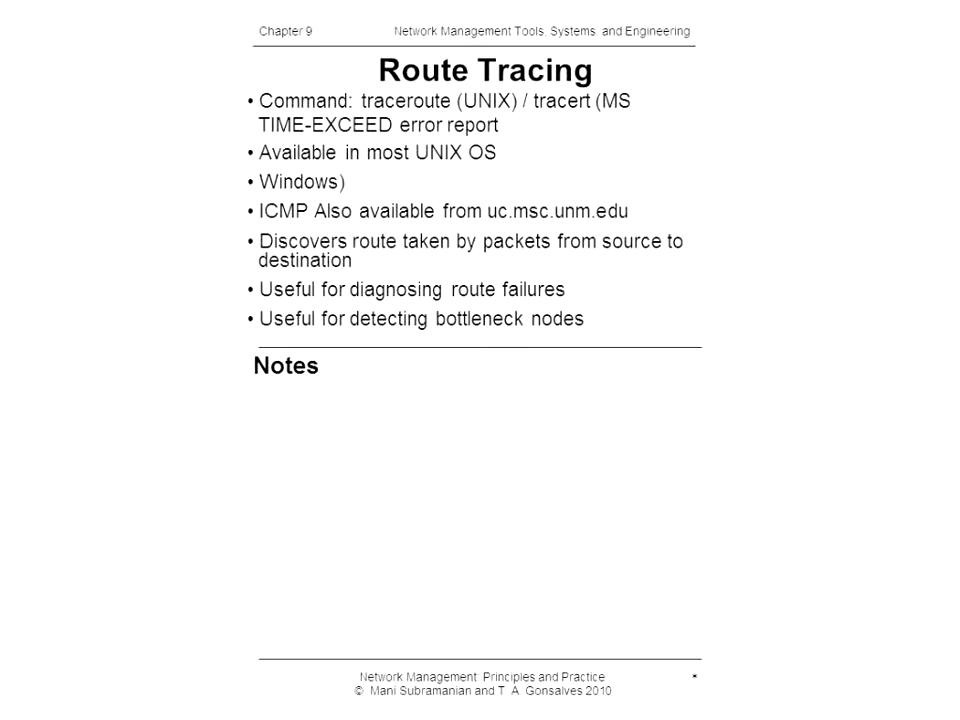 Chapter 9 Network Management Tools, Systems, and Engineering
Route Tracing
• Command: traceroute (UNIX) / tracert (MS
TIME-EXCEED error report
• Available in most UNIX OS
• Windows)
• ICMP Also available from uc.msc.unm.edu
• Discovers route taken by packets from source to
destination
• Useful for diagnosing route failures
• Useful for detecting bottleneck nodes
Notes
Network Management: Principles and Practice *
© Mani Subramanian and T. A. Gonsalves 2010